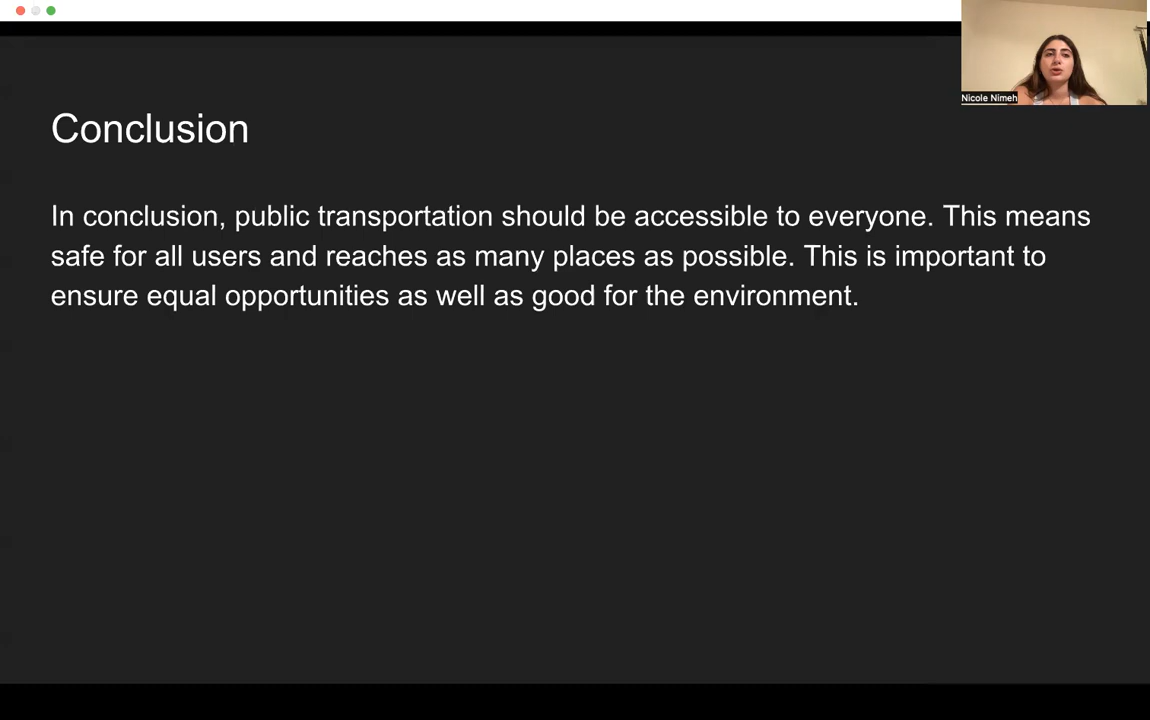 Nicole Nimeh
Conclusion
In conclusion, public transportation should be accessible to everyone. This means
safe for all users and reaches as many places as possible. This is important to
ensure equal opportunities as well as good for the environment.